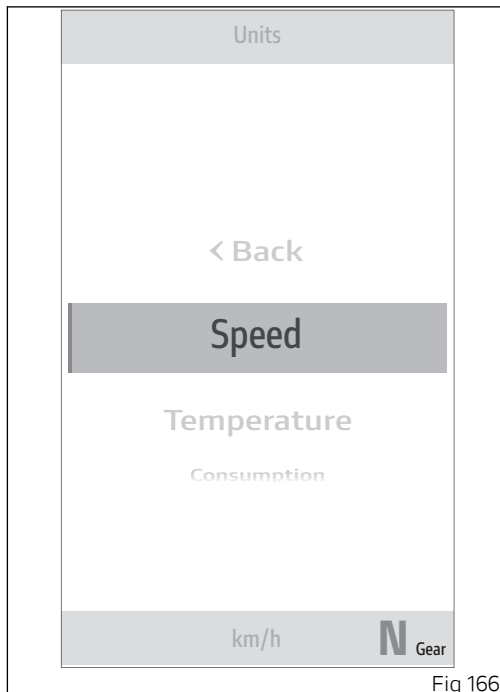 Units
< Back
Speed
Temperature
Consumption
km/h N Gear
Fig 166